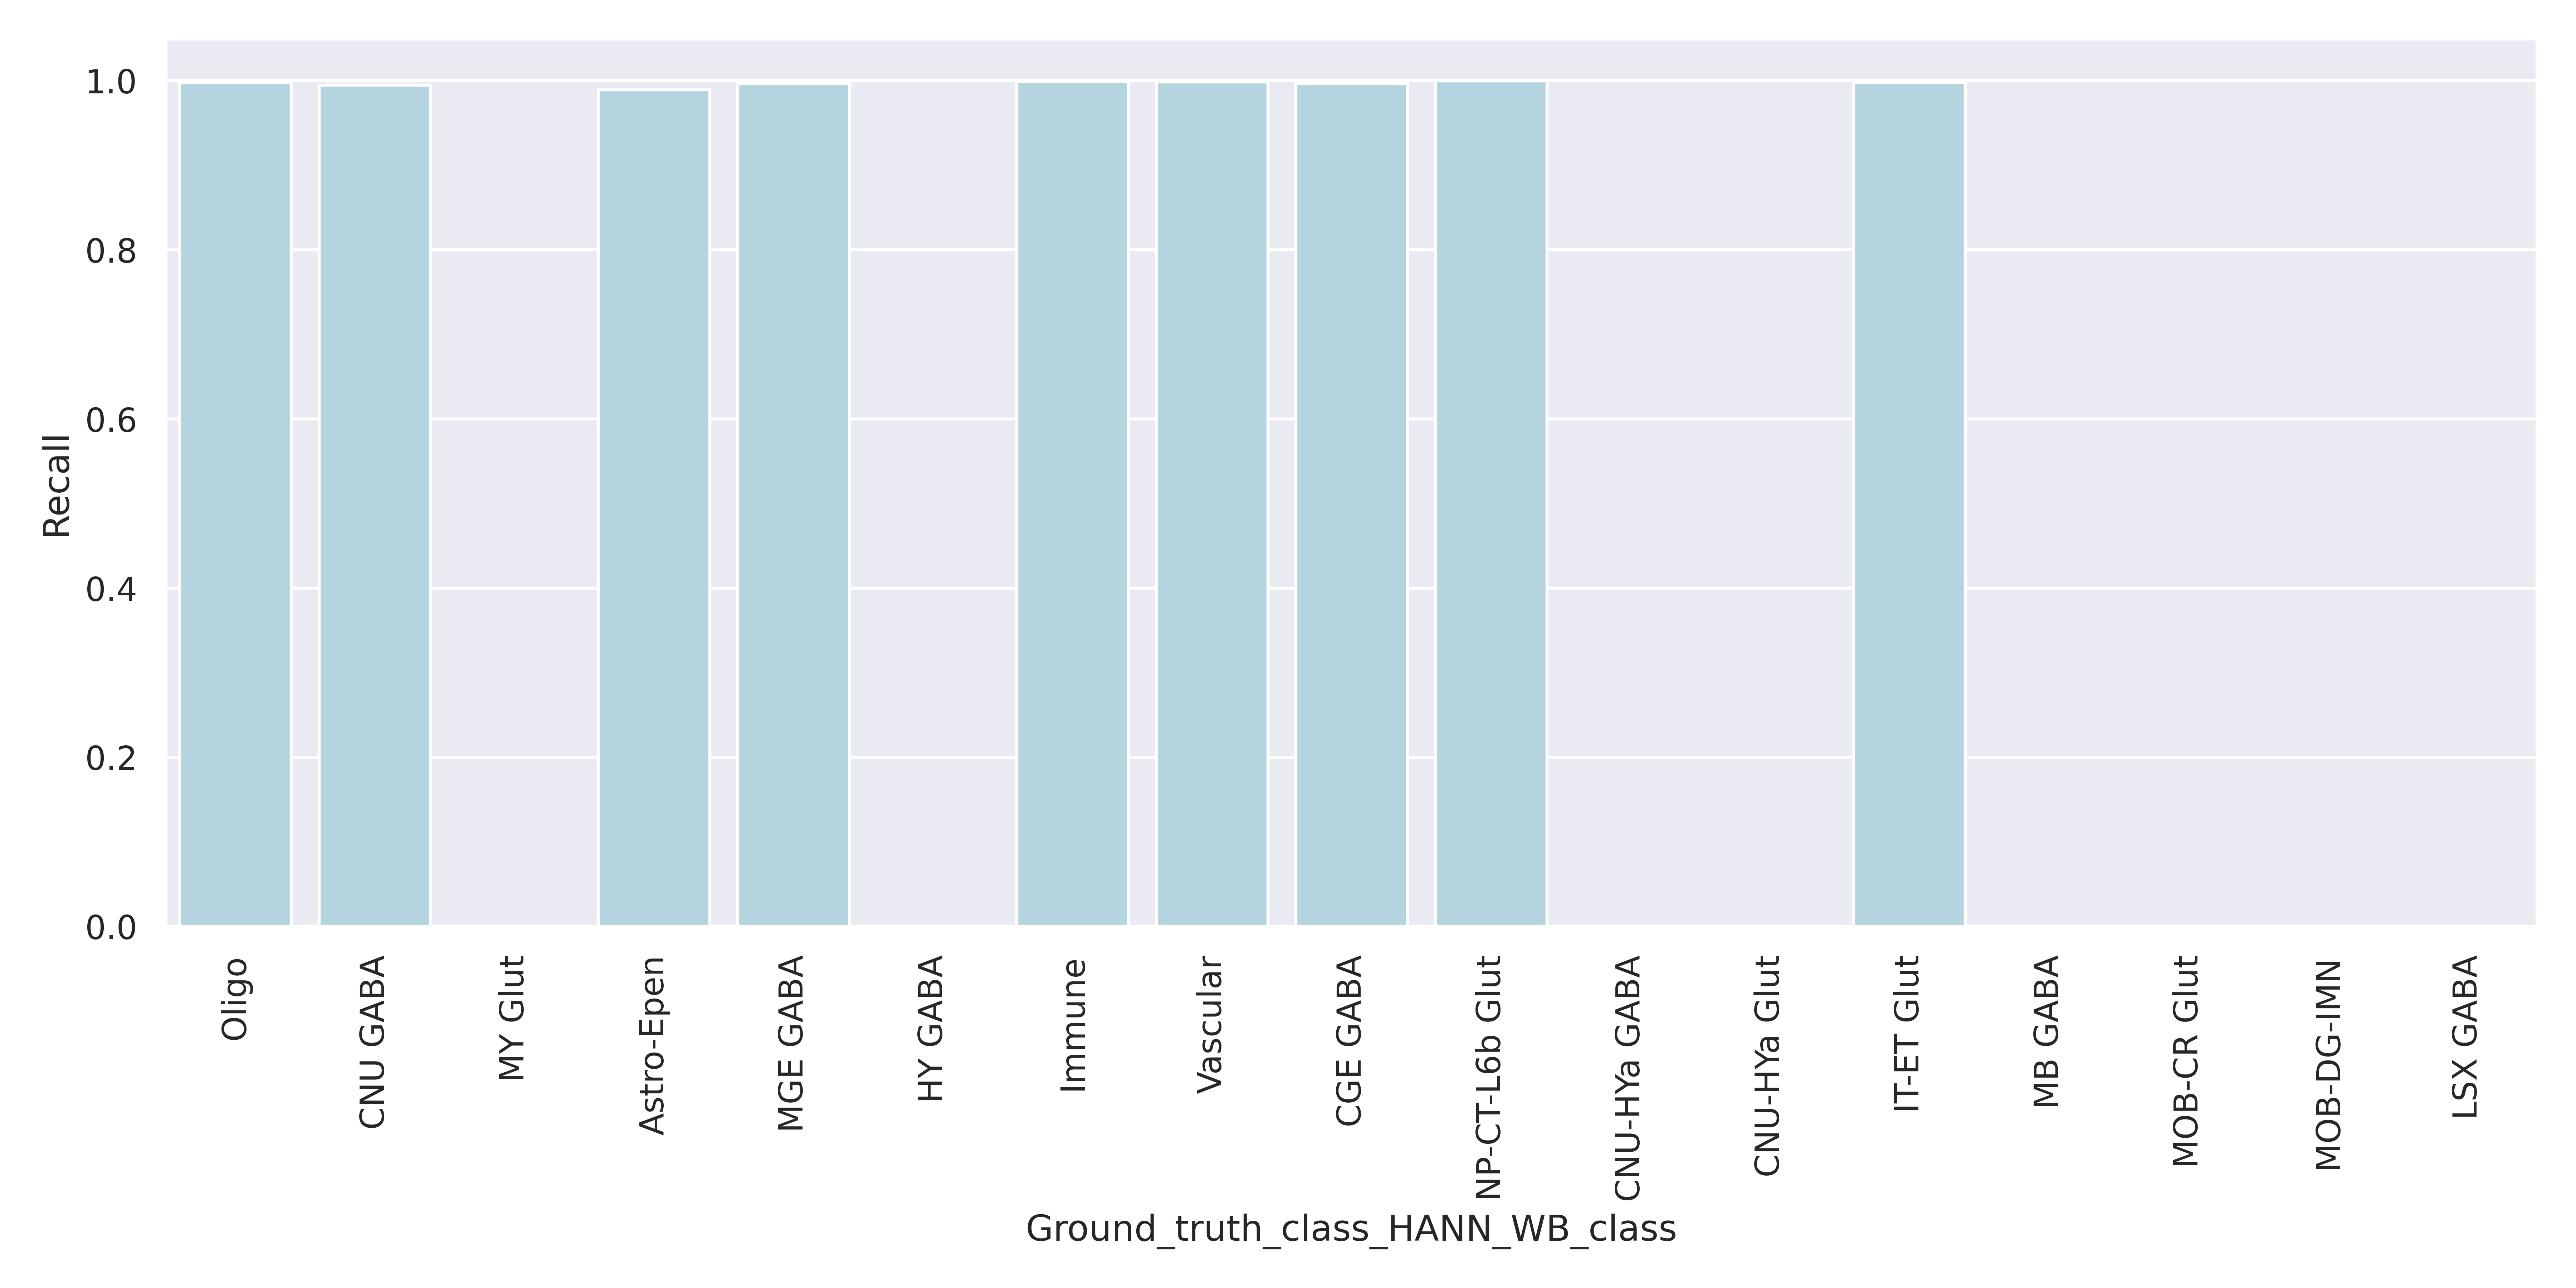 1.0
0.8
0.6
0.4
0.2
0.0
Recall
Oligo
CNU GABA
MY Glut
Astro-Epen
MGE GABA
HY GABA
Immune
Vascular
CGE GABA
NP-CT-L6b Glut
CNU-HYa GABA
CNU-HYa Glut
IT-ET Glut
MB GABA
MOB-CR Glut
MOB-DG-IMN
LSX GABA
Ground_truth_class_HANN_WB_class